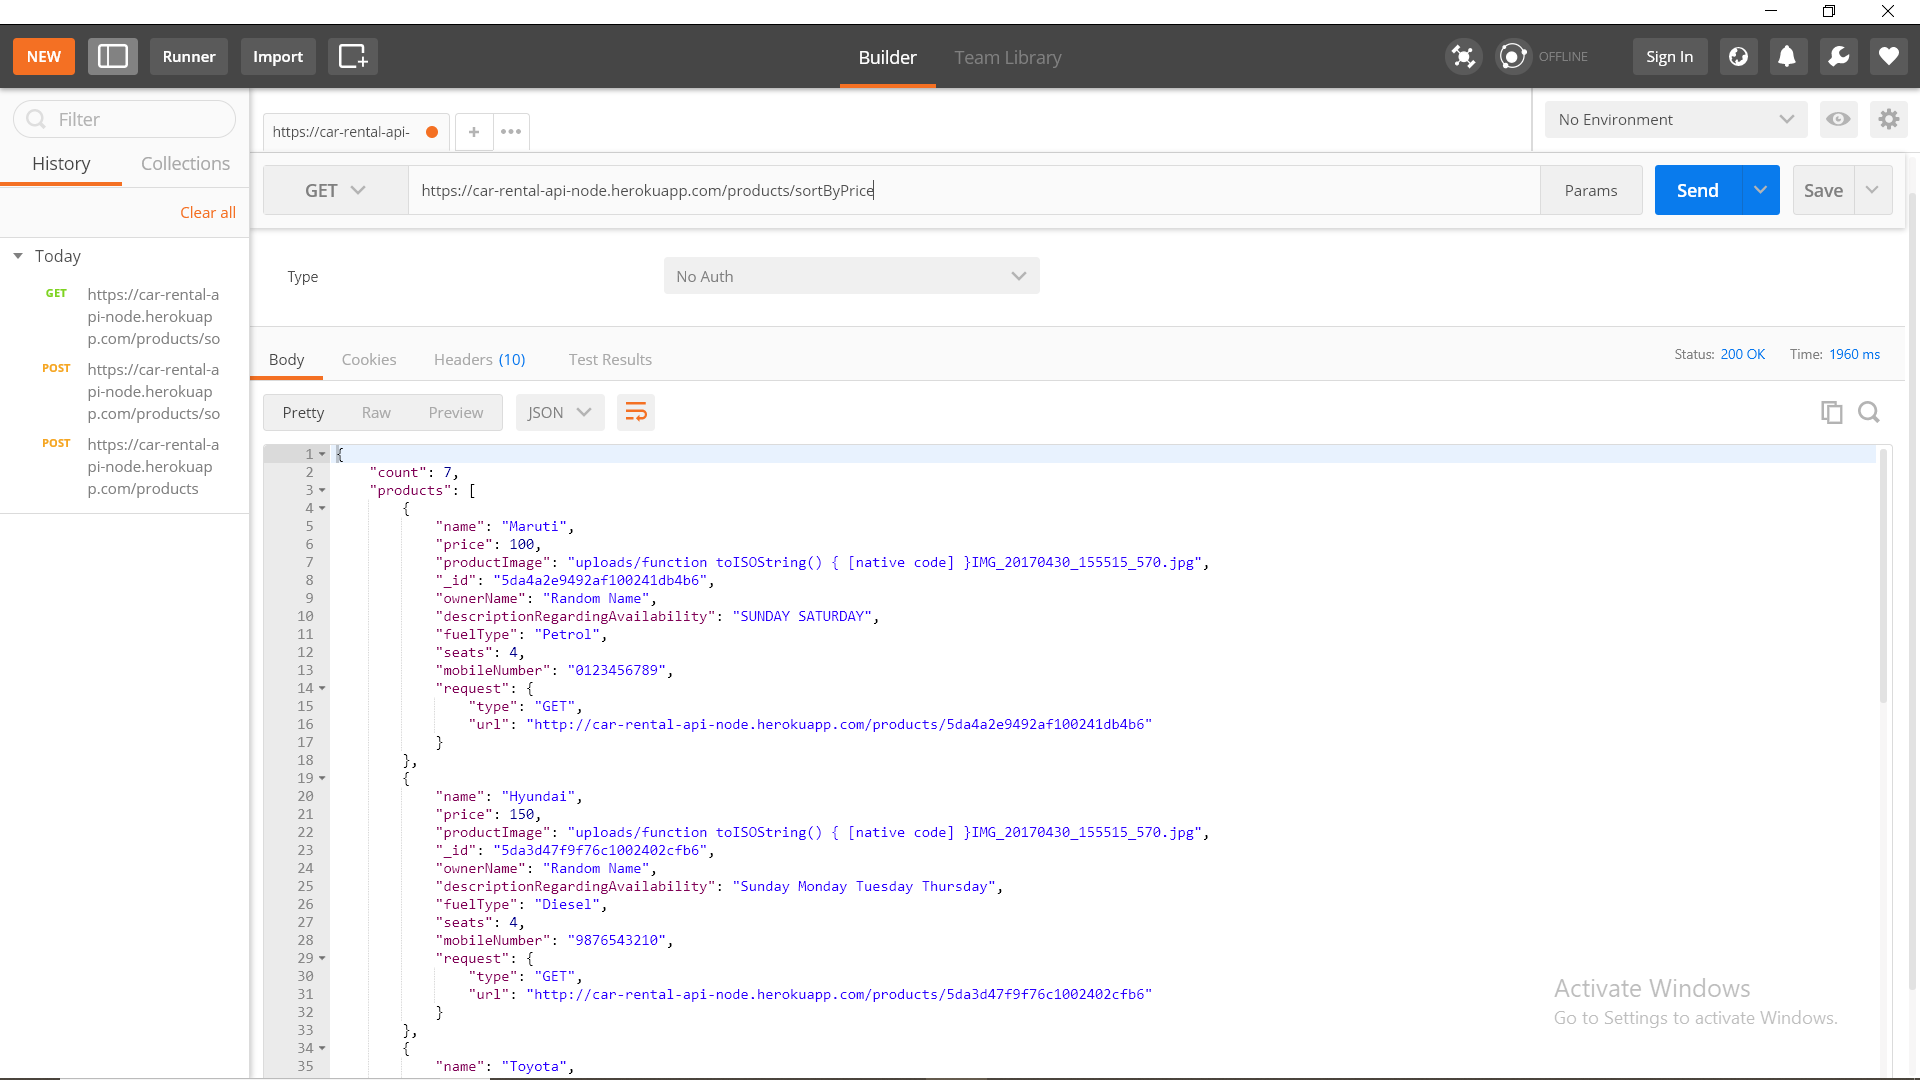 NEW
Runner
Import
Builder
Team Library
OFFLINE
Sign In
Filter
History
Collections
Clear all
Today
GET
https://car-rental-a
pi-node.herokuap
p.com/products/so
POST
https://car-rental-a
pi-node.herokuap
p.com/products/so
POST
https://car-rental-a
pi-node.herokuap
p.com/products
https://car-rental-api-
No Environment
GET
https://car-rental-api-node.herokuapp.com/products/sortByPrice
Params
Send
Save
Type
No Auth
Body
Cookies
Headers (10)
Test Results
Status: 200 OK
Time: 1960 ms
Pretty
Raw
Preview
JSON
1 {
2 "count": 7,
3 "products": [
4 {
5 "name": "Maruti",
6 "price": 100,
7 "productImage": "uploads/function toISOString() { [native code] }IMG_20170430_155515_570.jpg",
8 "_id": "5da4a2e9492af100241db4b6",
9 "ownerName": "Random Name",
10 "descriptionRegardingAvailability": "SUNDAY SATURDAY",
11 "fuelType": "Petrol",
12 "seats": 4,
13 "mobileNumber": "0123456789",
14 "request": {
15 "type": "GET",
16 "url": "http://car-rental-api-node.herokuapp.com/products/5da4a2e9492af100241db4b6"
17 }
18 },
19 {
20 "name": "Hyundai",
21 "price": 150,
22 "productImage": "uploads/function toISOString() { [native code] }IMG_20170430_155515_570.jpg",
23 "_id": "5da3d47f9f76c1002402cfb6",
24 "ownerName": "Random Name",
25 "descriptionRegardingAvailability": "Sunday Monday Tuesday Thursday",
26 "fuelType": "Diesel",
27 "seats": 4,
28 "mobileNumber": "9876543210",
29 "request": {
30 "type": "GET",
31 "url": "http://car-rental-api-node.herokuapp.com/products/5da3d47f9f76c1002402cfb6"
32 }
33 },
34 {
35 "name": "Toyota",
Activate Windows
Go to Settings to activate Windows.